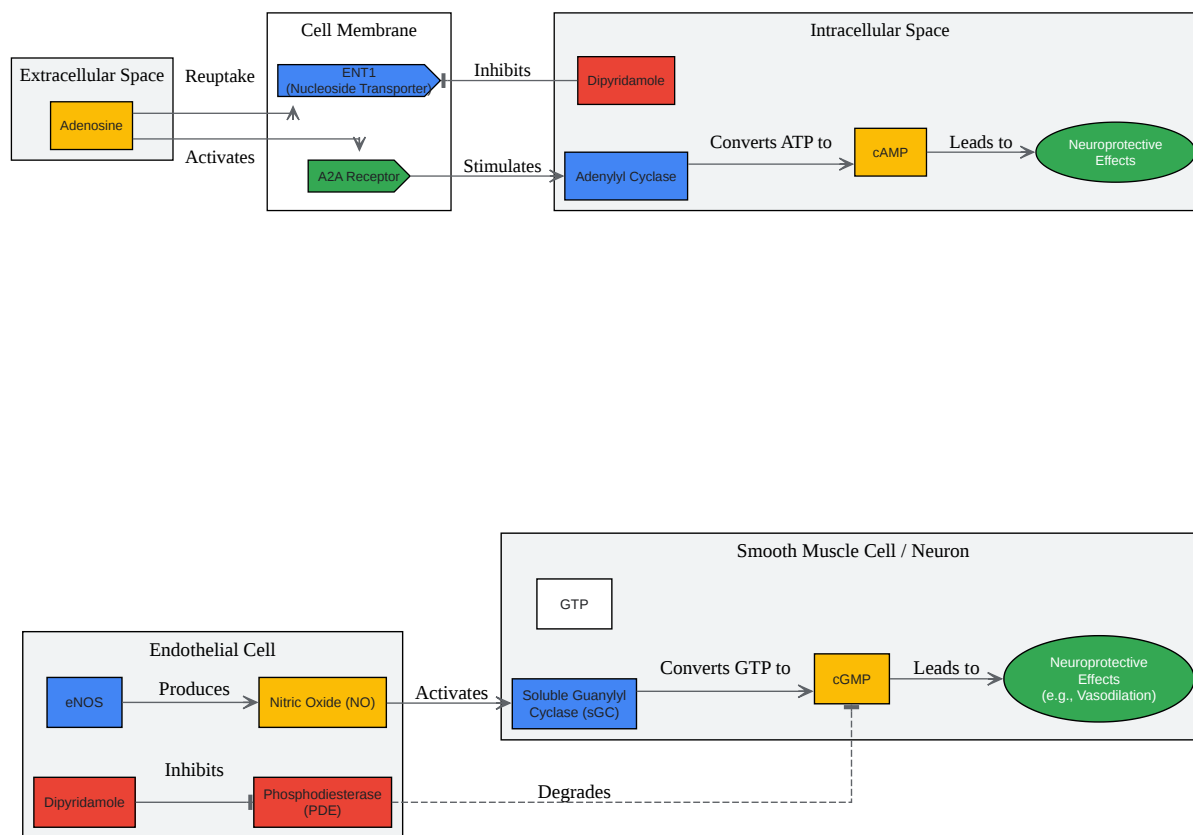 Cell Membrane
Intracellular Space
Extracellular Space
Reuptake
ENT1
(Nucleoside Transporter)
Inhibits
Dipyridamole
Adenosine
Activates
A2A Receptor
Stimulates
Adenylyl Cyclase
Converts ATP to
cAMP
Leads to
Neuroprotective
Effects
Smooth Muscle Cell / Neuron
GTP
Endothelial Cell
eNOS
Produces
Nitric Oxide (NO)
Activates
Soluble Guanylyl
Cyclase (sGC)
Converts GTP to
cGMP
Leads to
Neuroprotective
Effects
(e.g., Vasodilation)
Dipyridamole
Inhibits
Phosphodiesterase
(PDE)
Degrades